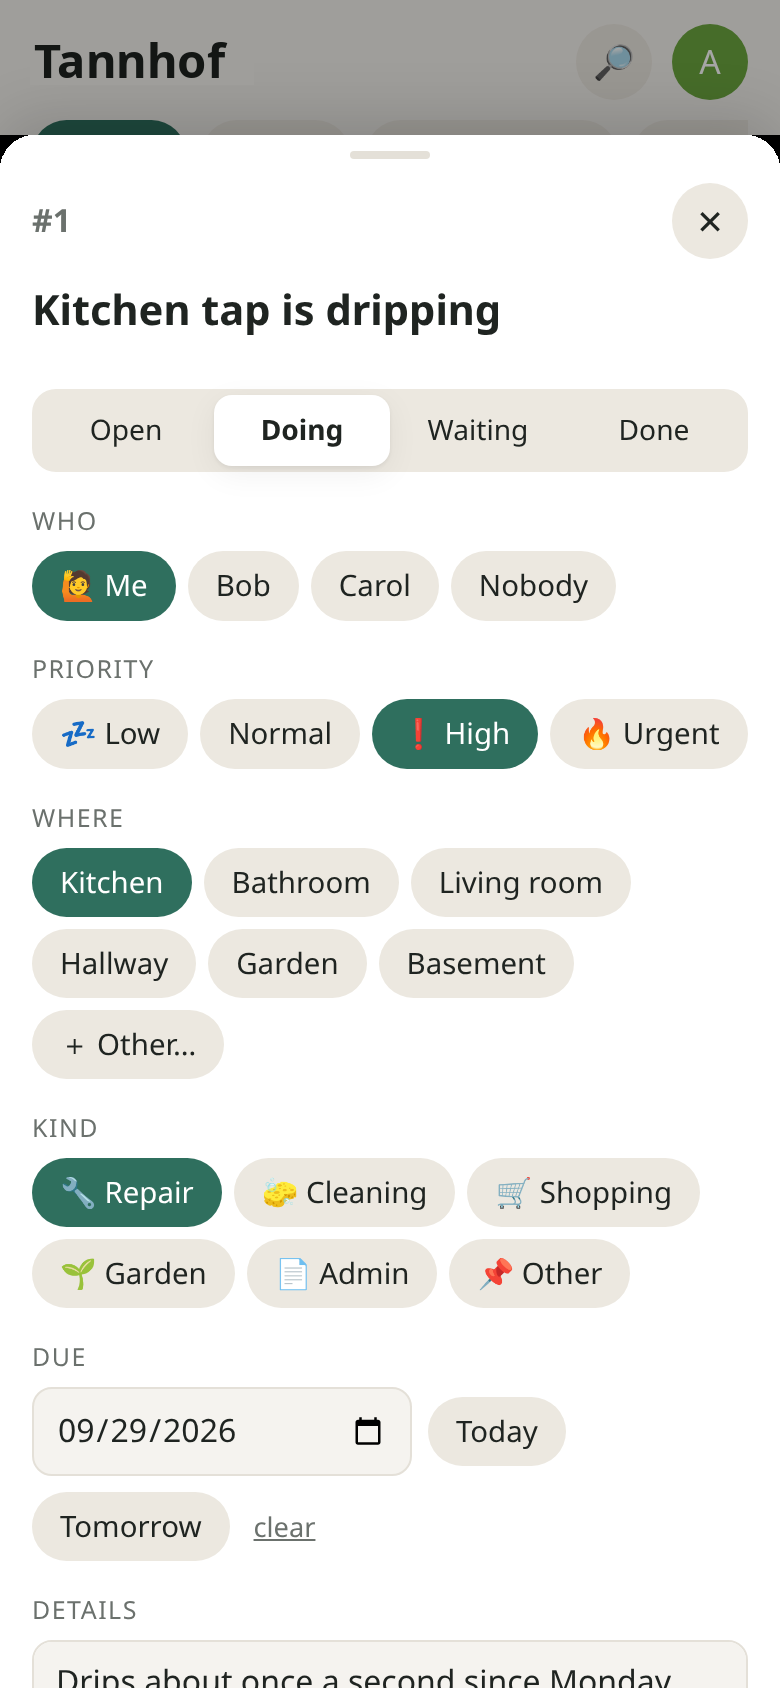 Tannhof
A
#1
Kitchen tap is dripping
Open Doing Waiting Done
WHO
Me Bob Carol Nobody
PRIORITY
Low Normal High Urgent
WHERE
Kitchen Bathroom Living room
Hallway Garden Basement
+ Other...
KIND
Repair Cleaning Shopping
Garden Admin Other
DUE
09/29/2026 Today
Tomorrow clear
DETAILS
Drips about once a second since Monday